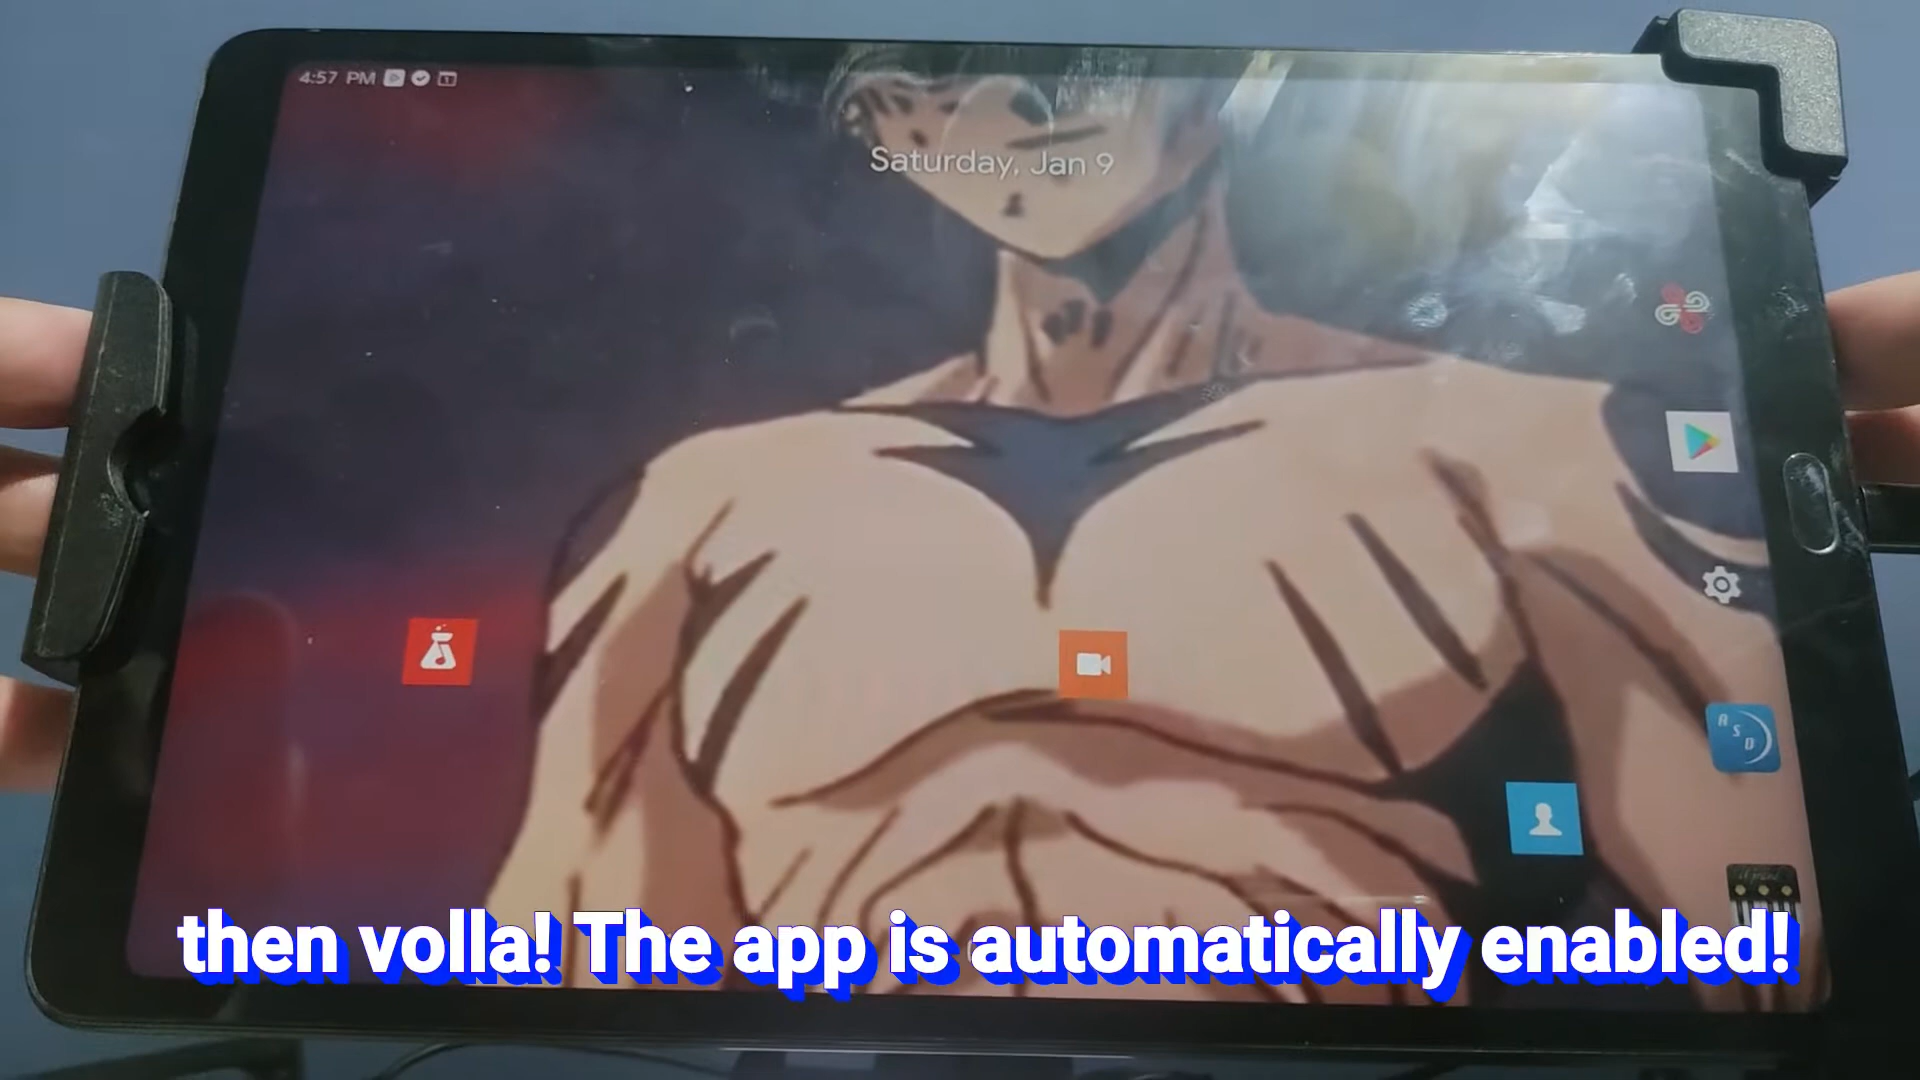 4:57 PM
Saturday, Jan 9
A
S
D
then volla! The app is automatically enabled!